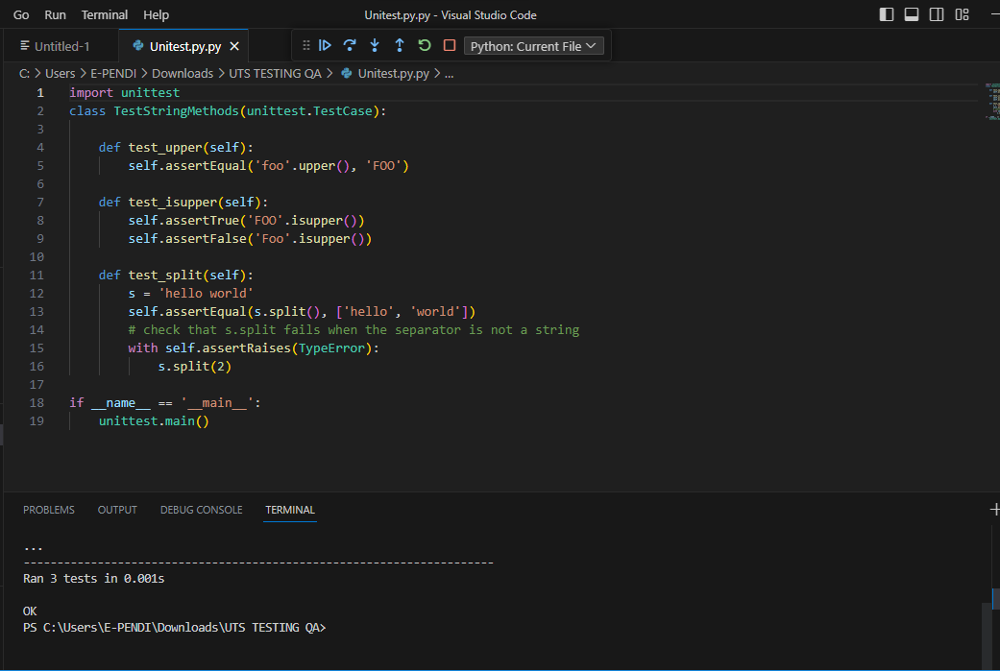 Go Run Terminal Help Unitest.py.py - Visual Studio Code
Untitled-1 Unitest.py.py Python: Current File
C: > Users > E-PENDI > Downloads > UTS TESTING QA > Unitest.py.py > ...
1 import unittest
2 class TestStringMethods(unittest.TestCase):
3
4     def test_upper(self):
5         self.assertEqual('foo'.upper(), 'FOO')
6
7     def test_isupper(self):
8         self.assertTrue('FOO'.isupper())
9         self.assertFalse('Foo'.isupper())
10
11     def test_split(self):
12         s = 'hello world'
13         self.assertEqual(s.split(), ['hello', 'world'])
14         # check that s.split fails when the separator is not a string
15         with self.assertRaises(TypeError):
16             s.split(2)
17
18 if __name__ == '__main__':
19     unittest.main()
PROBLEMS OUTPUT DEBUG CONSOLE TERMINAL
...
----------------------------------------------------------------------
Ran 3 tests in 0.001s
OK
PS C:\Users\E-PENDI\Downloads\UTS TESTING QA>